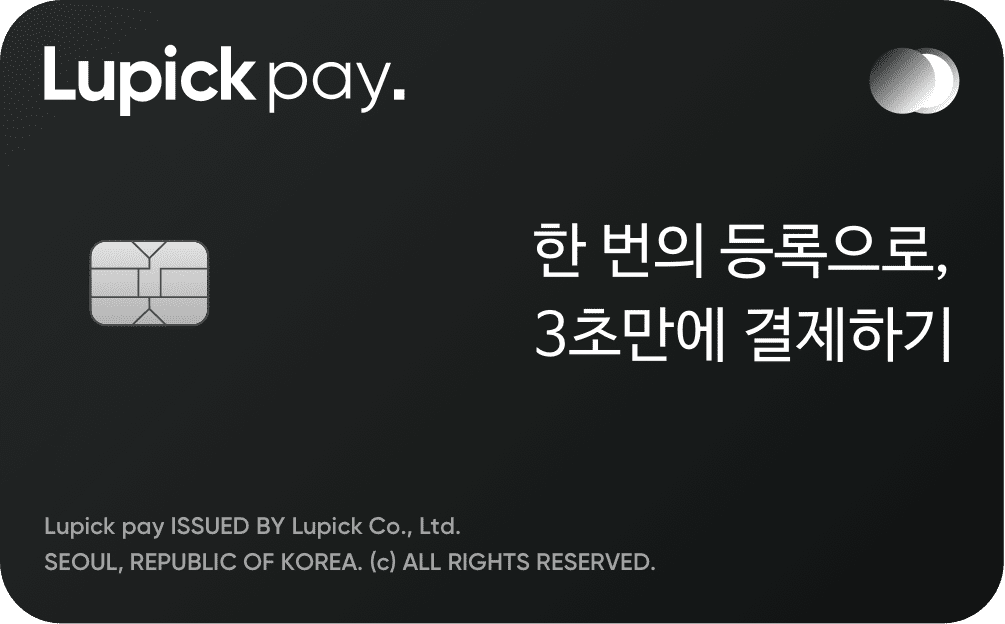 Lupick pay.
한 번의 등록으로,
3초만에 결제하기
Lupick pay ISSUED BY Lupick Co., Ltd.
SEOUL, REPUBLIC OF KOREA. (c) ALL RIGHTS RESERVED.